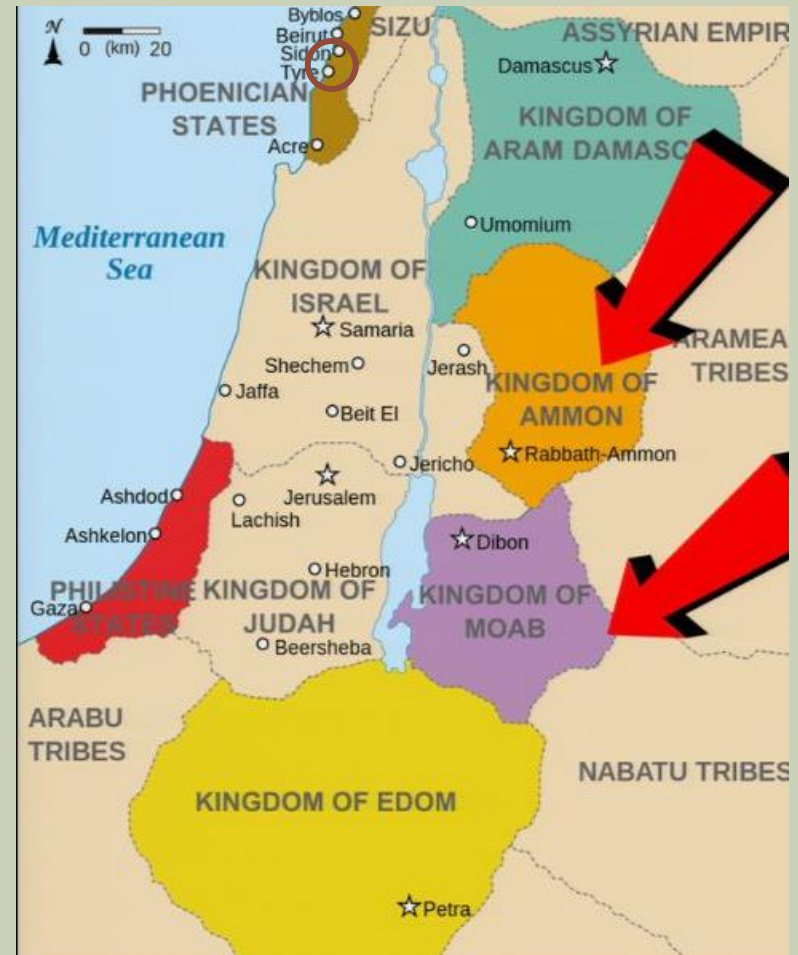 Byblos
SIZU
ASSYRIAN EMPIR
N
0 (km) 20
Beirut
Sidon
Tyre
Damascus
PHOENICIAN
STATES
KINGDOM OF
ARAM DAMASC
Acre
Umomium
Mediterranean
Sea
KINGDOM OF
ISRAEL
Samaria
Shechem
Jerash
ARAMEA
TRIBES
Jaffa
KINGDOM OF
AMMON
Beit El
Rabbath-Ammon
Jericho
Ashdod
Jerusalem
Lachish
Ashkelon
Dibon
Hebron
PHILISTINE
STATES
Gaza
KINGDOM OF
JUDAH
KINGDOM OF
MOAB
Beersheba
ARABU
TRIBES
NABATU TRIBES
KINGDOM OF EDOM
Petra